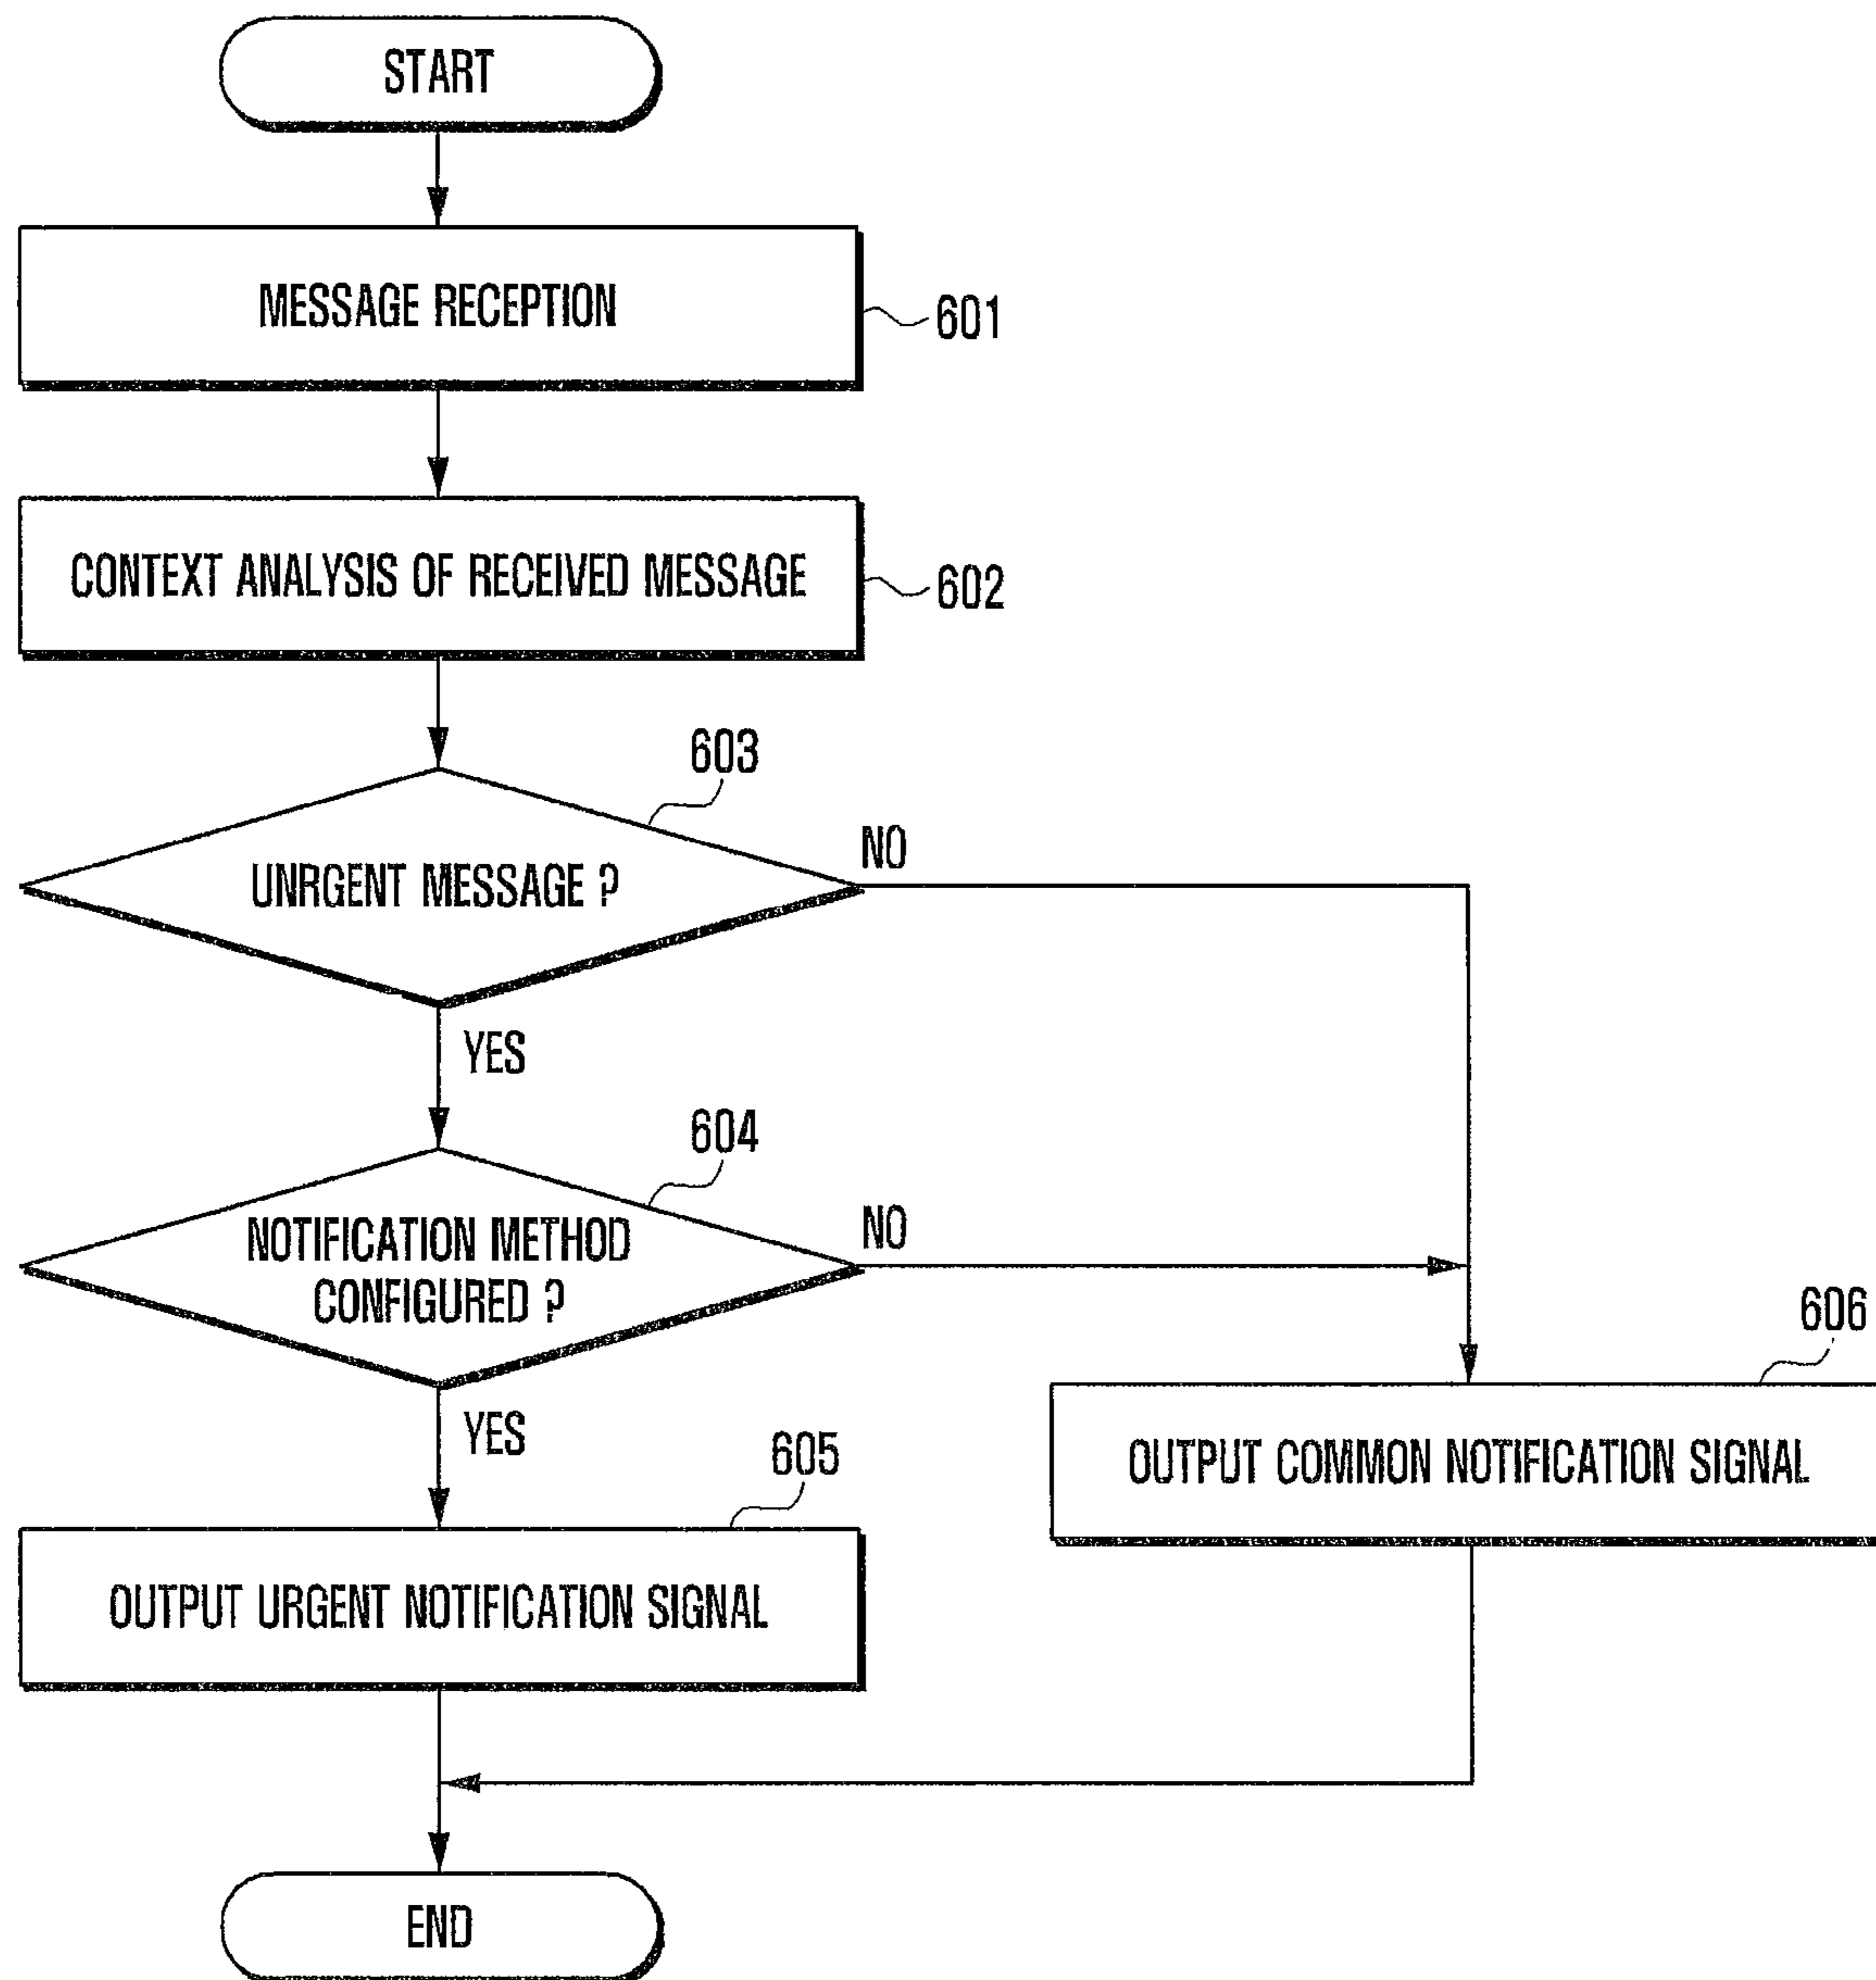 START
MESSAGE RECEPTION
601
CONTEXT ANALYSIS OF RECEIVED MESSAGE
602
603
UNRGENT MESSAGE ?
NO
YES
604
NOTIFICATION METHOD
CONFIGURED ?
NO
YES
605
OUTPUT URGENT NOTIFICATION SIGNAL
606
OUTPUT COMMON NOTIFICATION SIGNAL
END